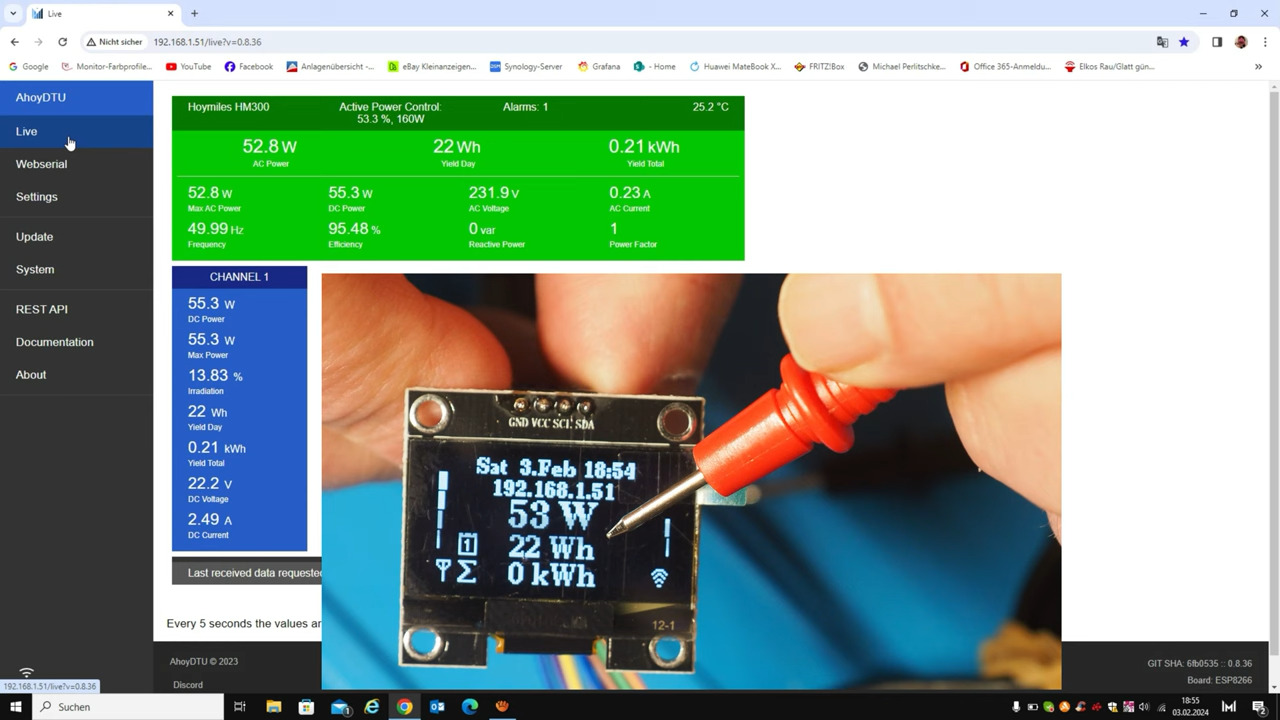 Live
Nicht sicher
192.168.1.51/live?v=0.8.36
Google
Monitor-Farbprofile...
YouTube
Facebook
Anlagenübersicht -...
eBay Kleinanzeigen...
Synology-Server
Grafana
- Home
Huawei MateBook X...
FRITZ!Box
Michael Perlitschke...
Office 365-Anmeldu...
Elkos Rau/Glatt gün...
AhoyDTU
Live
Webserial
Settings
Update
System
REST API
Documentation
About
Hoymiles HM300
Active Power Control:
53.3 %, 160W
Alarms: 1
25.2 °C
52.8 W
AC Power
22 Wh
Yield Day
0.21 kWh
Yield Total
52.8 W
Max AC Power
55.3 W
DC Power
231.9 V
AC Voltage
0.23 A
AC Current
49.99 Hz
Frequency
95.48 %
Efficiency
0 var
Reactive Power
1
Power Factor
CHANNEL 1
55.3 W
DC Power
55.3 W
Max Power
13.83 %
Irradiation
22 Wh
Yield Day
0.21 kWh
Yield Total
22.2 V
DC Voltage
2.49 A
DC Current
Last received data requested
Every 5 seconds the values
GND VCC SCL SDA
Sat 3.Feb 18:54
192.168.1.51
53 W
1
22 Wh
Σ 0 kWh
12-1
AhoyDTU © 2023
Discord
GIT SHA: 6fb0535 :: 0.8.36
Board: ESP8266
192.168.1.51/live?v=0.8.36
Suchen
18:55
03.02.2024